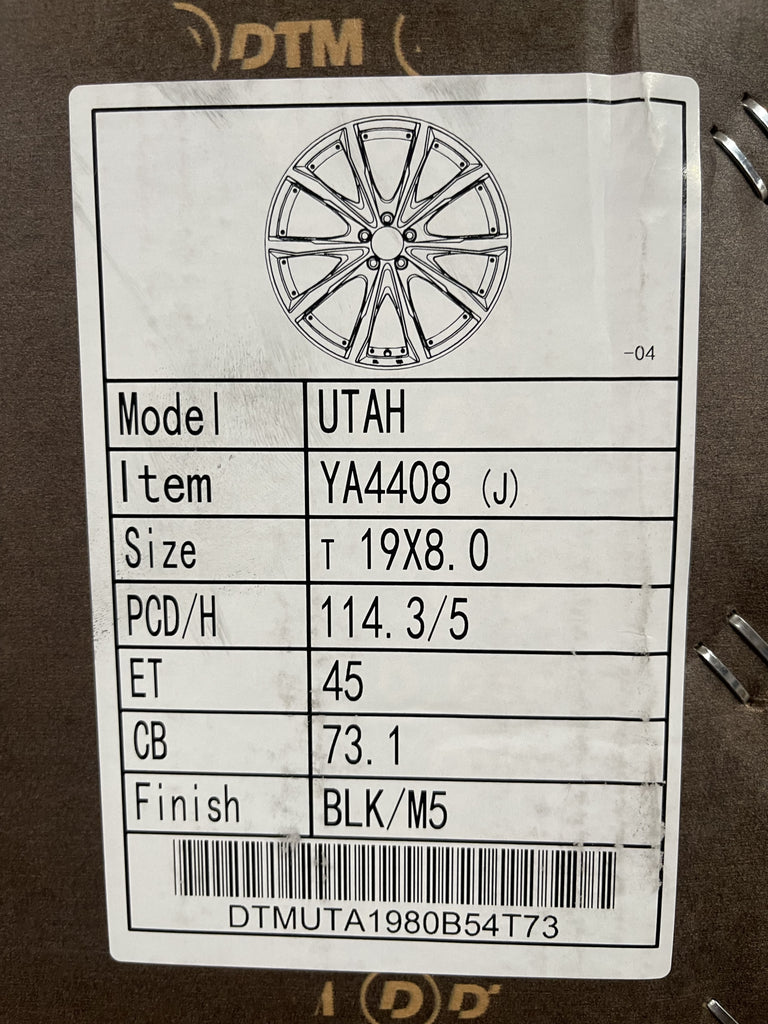 DTM
-04
Model UTAH
Item YA4408 (J)
Size T 19X8.0
PCD/H 114.3/5
ET 45
CB 73.1
Finish BLK/M5
DTMUTA1980B54T73